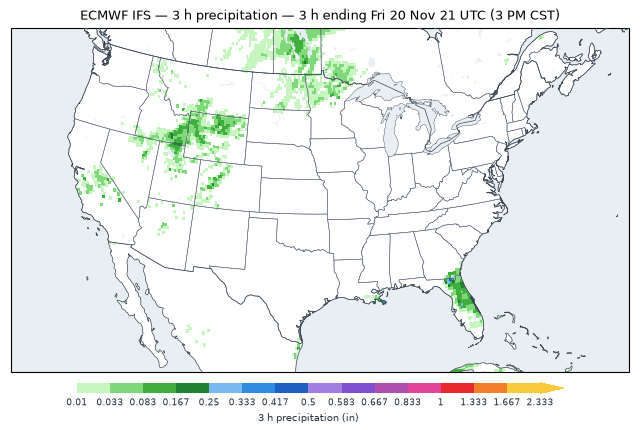 ECMWF IFS — 3 h precipitation — 3 h ending Fri 20 Nov 21 UTC (3 PM CST)
0.01 0.033 0.083 0.167 0.25 0.333 0.417 0.5 0.583 0.667 0.833 1 1.333 1.667 2.333
3 h precipitation (in)